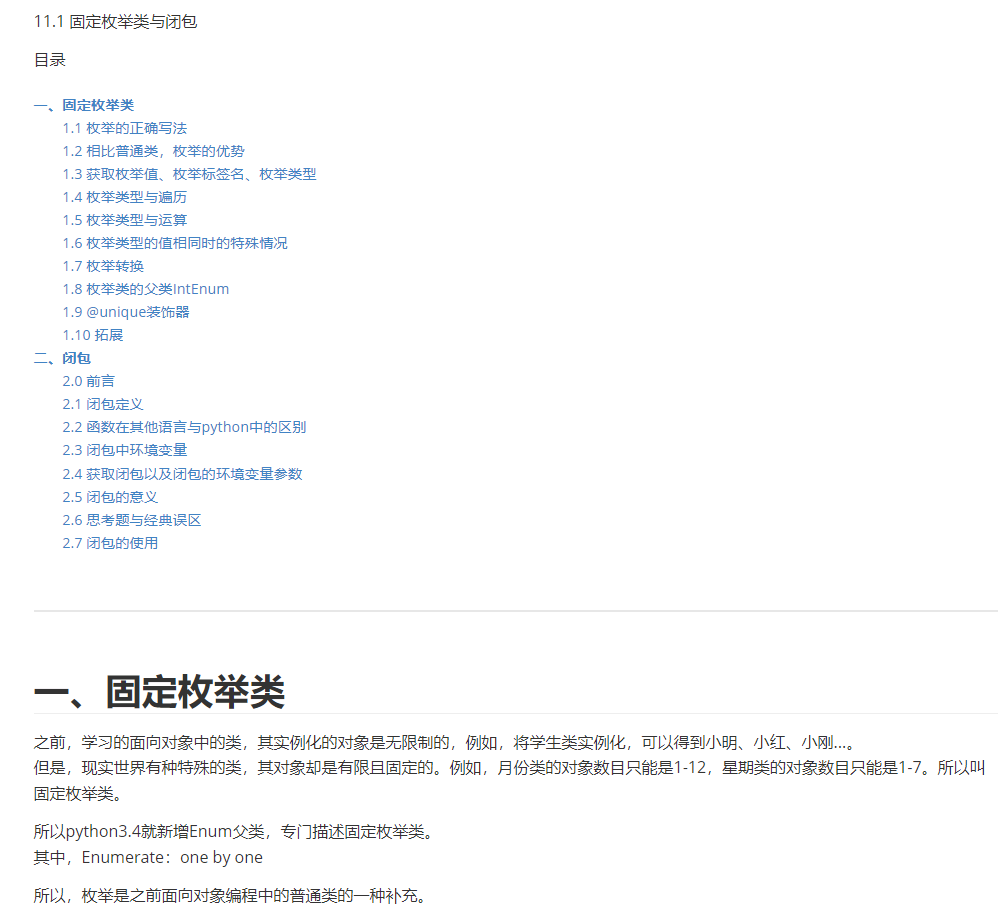 11.1 固定枚举类与闭包
目录
一、固定枚举类
1.1 枚举的正确写法
1.2 相比普通类，枚举的优势
1.3 获取枚举值、枚举标签名、枚举类型
1.4 枚举类型与遍历
1.5 枚举类型与运算
1.6 枚举类型的值相同时的特殊情况
1.7 枚举转换
1.8 枚举类的父类IntEnum
1.9 @unique装饰器
1.10 拓展
二、闭包
2.0 前言
2.1 闭包定义
2.2 函数在其他语言与python中的区别
2.3 闭包中环境变量
2.4 获取闭包以及闭包的环境变量参数
2.5 闭包的意义
2.6 思考题与经典误区
2.7 闭包的使用
一、固定枚举类
之前，学习的面向对象中的类，其实例化的对象是无限制的，例如，将学生类实例化，可以得到小明、小红、小刚...。
但是，现实世界有种特殊的类，其对象却是有限且固定的。例如，月份类的对象数目只能是1-12，星期类的对象数目只能是1-7。所以叫
固定枚举类。
所以python3.4就新增Enum父类，专门描述固定枚举类。
其中，Enumerate：one by one
所以，枚举是之前面向对象编程中的普通类的一种补充。